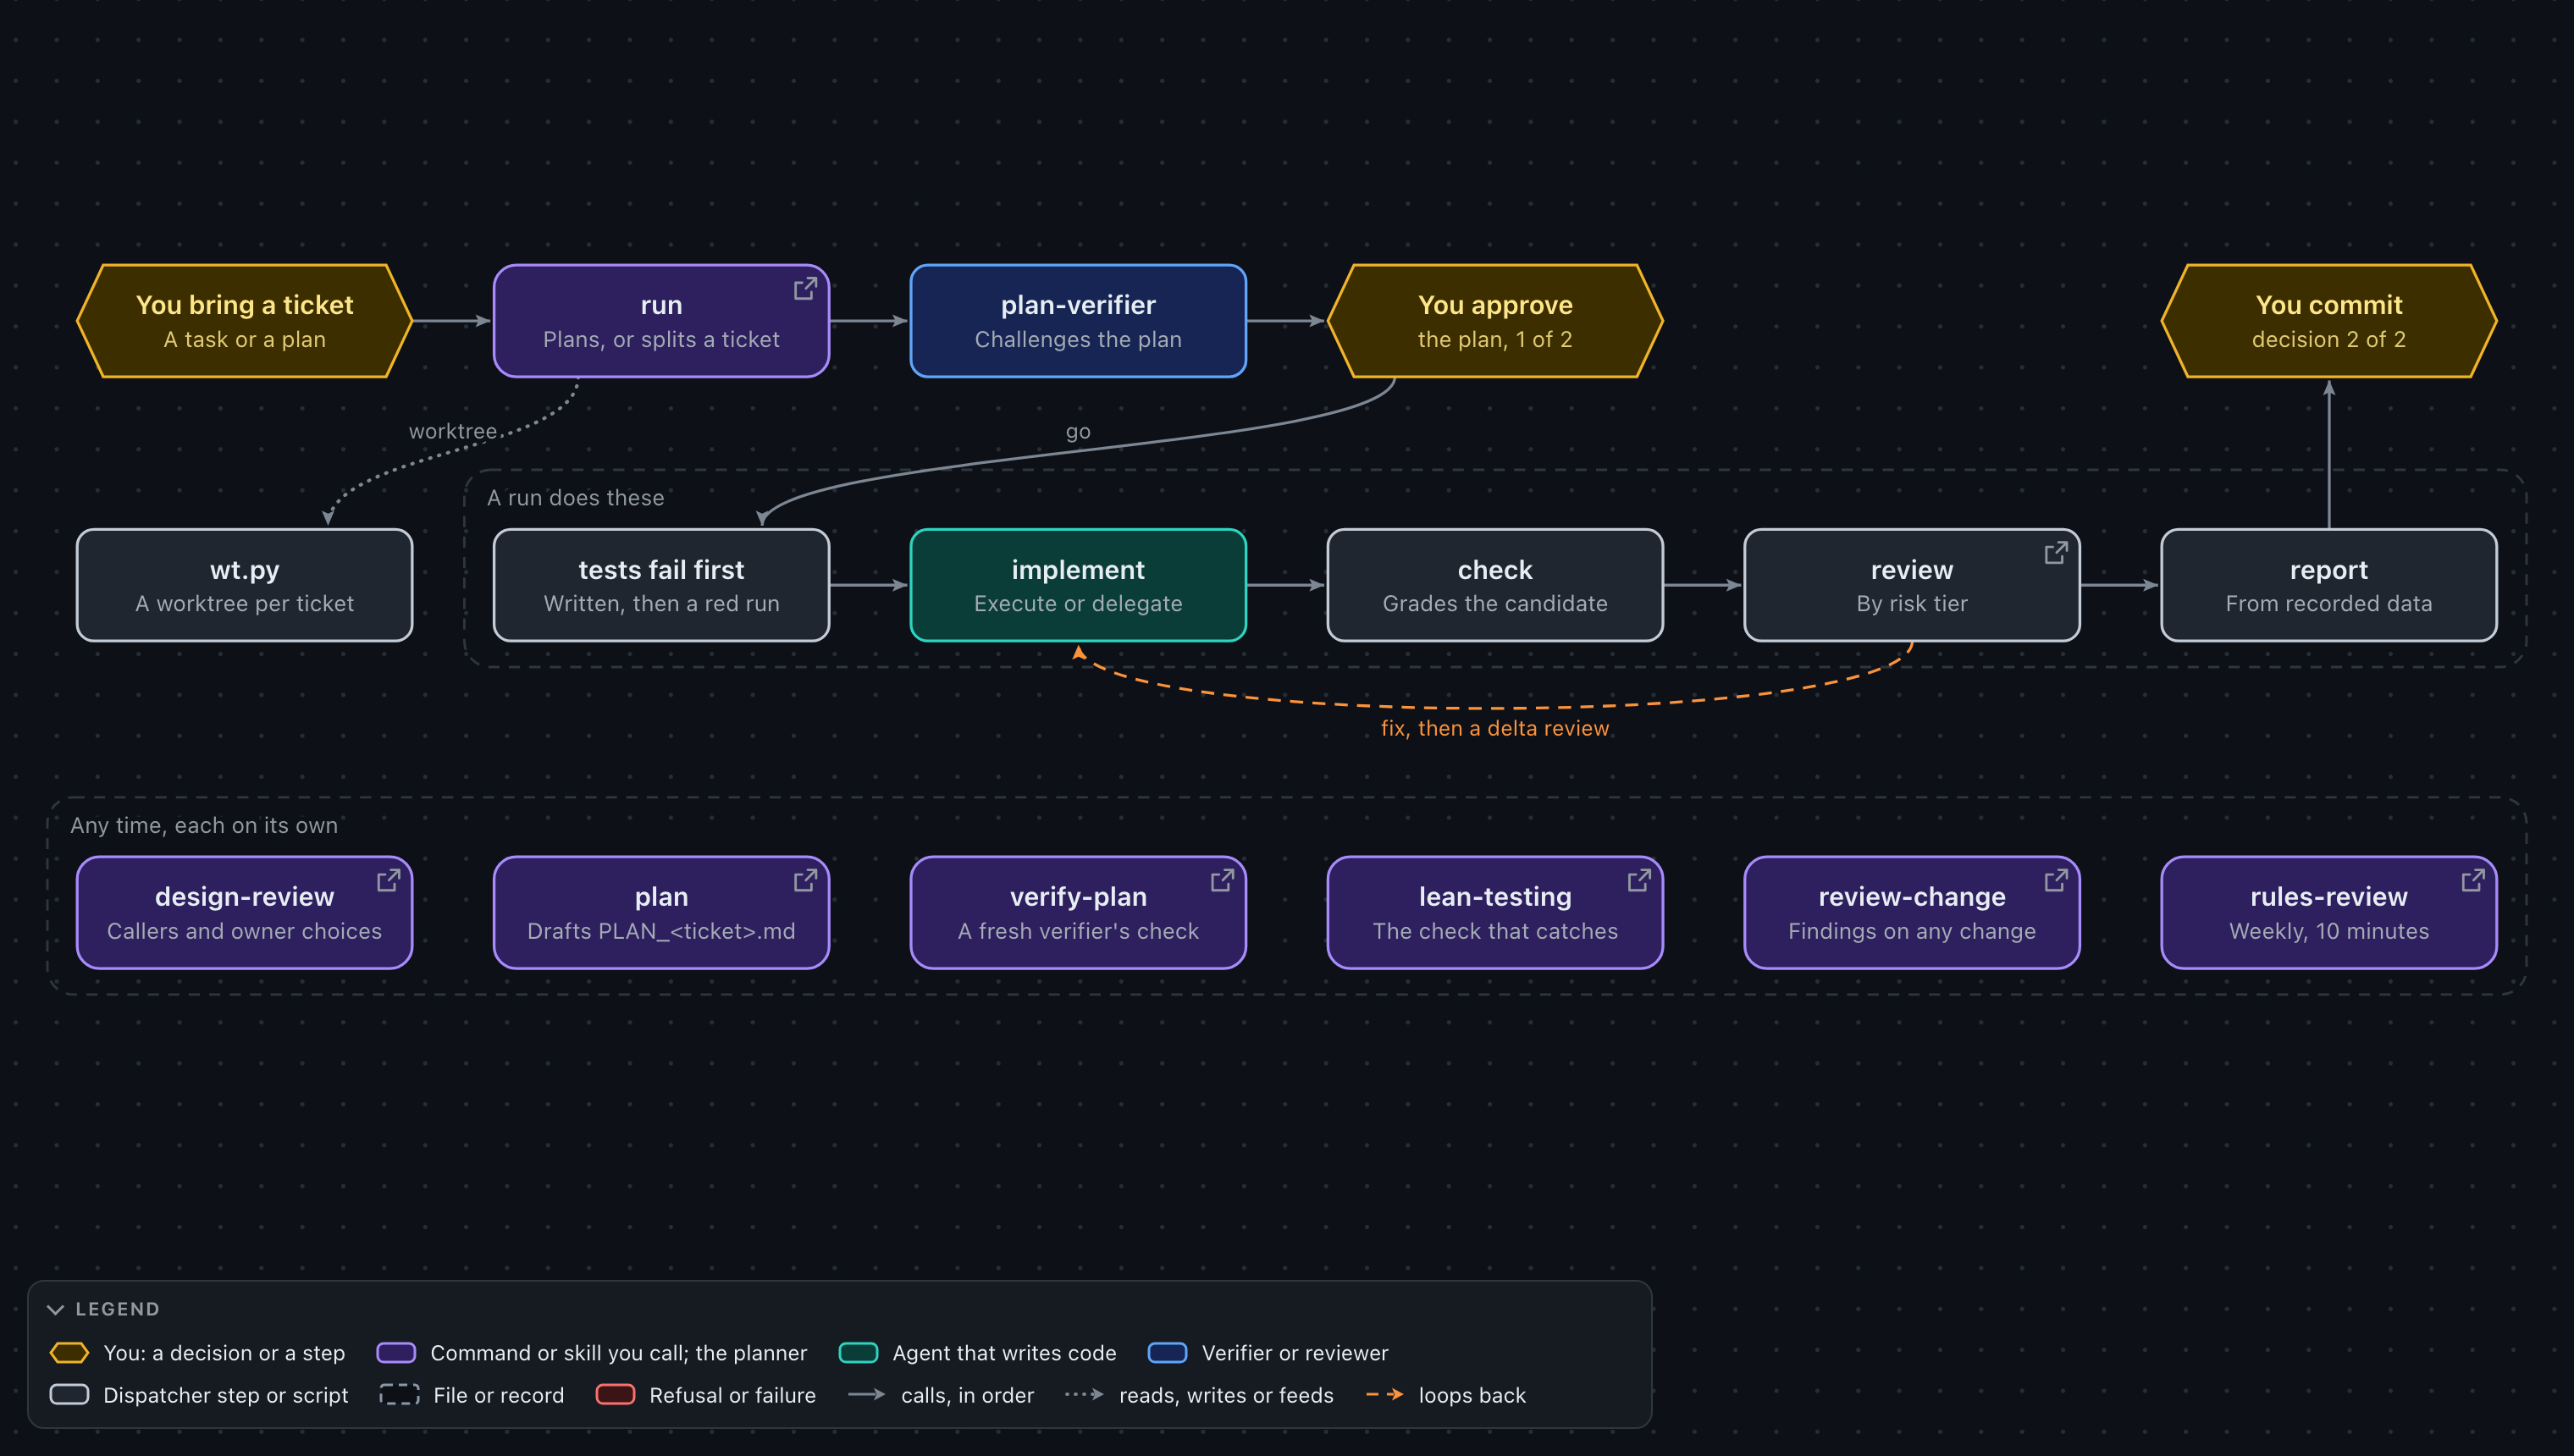 You bring a ticket
A task or a plan
run
Plans, or splits a ticket
plan-verifier
Challenges the plan
You approve
the plan, 1 of 2
You commit
decision 2 of 2
worktree
go
A run does these
wt.py
A worktree per ticket
tests fail first
Written, then a red run
implement
Execute or delegate
check
Grades the candidate
review
By risk tier
report
From recorded data
fix, then a delta review
Any time, each on its own
design-review
Callers and owner choices
plan
Drafts PLAN_<ticket>.md
verify-plan
A fresh verifier's check
lean-testing
The check that catches
review-change
Findings on any change
rules-review
Weekly, 10 minutes
LEGEND
You: a decision or a step
Command or skill you call; the planner
Agent that writes code
Verifier or reviewer
Dispatcher step or script
File or record
Refusal or failure
calls, in order
reads, writes or feeds
loops back